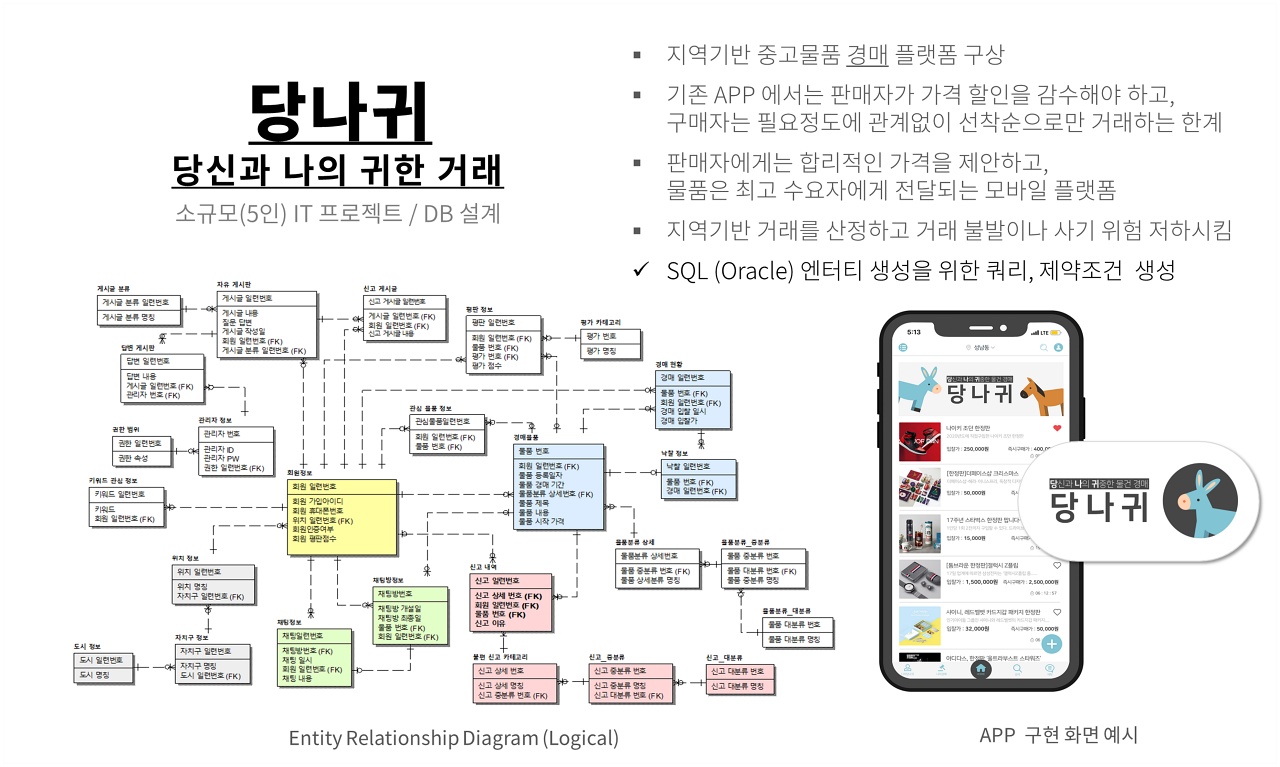 당나귀
당신과 나의 귀한 거래
소규모(5인) IT 프로젝트 / DB 설계
▪ 지역기반 중고물품 경매 플랫폼 구상
▪ 기존 APP 에서는 판매자가 가격 할인을 감수해야 하고,
구매자는 필요정도에 관계없이 선착순으로만 거래하는 한계
▪ 판매자에게는 합리적인 가격을 제안하고,
물품은 최고 수요자에게 전달되는 모바일 플랫폼
▪ 지역기반 거래를 산정하고 거래 불발이나 사기 위험 저하시킴
✓ SQL (Oracle) 엔터티 생성을 위한 쿼리, 제약조건 생성
게시글 분류
게시글 분류 일련번호
게시글 분류 명칭
자유 게시판
게시글 일련번호
게시글 내용
질문 답변
게시글 작성일
회원 일련번호 (FK)
게시글 분류 일련번호 (FK)
신고 게시글
신고 게시글 일련번호
게시글 일련번호 (FK)
회원 일련번호 (FK)
신고 게시글 내용
평판 정보
평판 일련번호
회원 일련번호 (FK)
물품 번호 (FK)
평가 번호 (FK)
평가 점수
평가 카테고리
평가 번호
평가 명칭
답변 게시판
답변 일련번호
답변 내용
게시글 일련번호 (FK)
관리자 번호 (FK)
경매 현황
경매 일련번호
물품 번호 (FK)
회원 일련번호 (FK)
경매 입찰 일시
경매 입찰가
권한 범위
권한 일련번호
권한 속성
관리자 정보
관리자 번호
관리자 ID
관리자 PW
권한 일련번호 (FK)
관심 물품 정보
관심물품일련번호
회원 일련번호 (FK)
물품 번호 (FK)
경매물품
물품 번호
회원 일련번호 (FK)
물품 등록일자
물품 경매 기간
물품분류 상세번호 (FK)
물품 제목
물품 내용
물품 시작 가격
낙찰 정보
낙찰 일련번호
물품 번호 (FK)
경매 일련번호 (FK)
키워드 관심 정보
키워드 일련번호
키워드
회원 일련번호 (FK)
회원정보
회원 일련번호
회원 가입아이디
회원 휴대폰번호
위치 일련번호 (FK)
회원인증여부
회원 평판점수
물품분류 상세
물품분류 상세번호
물품 중분류 번호 (FK)
물품 상세분류 명칭
물품분류_중분류
물품 중분류 번호
물품 대분류 번호 (FK)
물품 중분류 명칭
물품분류_대분류
물품 대분류 번호
물품 대분류 명칭
위치 정보
위치 일련번호
위치 명칭
자치구 일련번호 (FK)
채팅방정보
채팅방번호
채팅방 개설일
채팅방 최종일
물품 번호 (FK)
회원 일련번호 (FK)
신고 내역
신고 일련번호
신고 상세 번호 (FK)
회원 일련번호 (FK)
물품 번호 (FK)
신고 이유
도시 정보
도시 일련번호
도시 명칭
자치구 정보
자치구 일련번호
자치구 명칭
도시 일련번호 (FK)
채팅정보
채팅일련번호
채팅방번호 (FK)
채팅 일시
회원 일련번호 (FK)
채팅 내용
불편 신고 카테고리
신고 상세 번호
신고 상세 명칭
신고 중분류 번호 (FK)
신고_중분류
신고 중분류 번호
신고 중분류 명칭
신고 대분류 번호 (FK)
신고_대분류
신고 대분류 번호
신고 대분류 명칭
Entity Relationship Diagram (Logical)
5:13
LTE
성남동
당신과 나의 귀중한 물건 경매
당나귀
나이키 조던 한정판
입찰가 : 250,000원
즉시구매가 : 400,
[한정판]더페이스샵 크리스마스
입찰가 : 50,000원
17주년 스타벅스 한정판 팝니다
입찰가 : 15,000원
즉시구매
[톰브라운 한정판]갤럭시 Z플립
입찰가 : 1,500,000원 즉시구매가 : 2,500,000원
06 : 12 : 57
샤이니, 레드벨벳 카드지갑 패키지 한정판
입찰가 : 32,000원
즉시구매가 : 50,000원
아디다스, 한정판 '울트라부스트 스타워즈'
당신과 나의 귀중한 물건 경매
당나귀
APP 구현 화면 예시